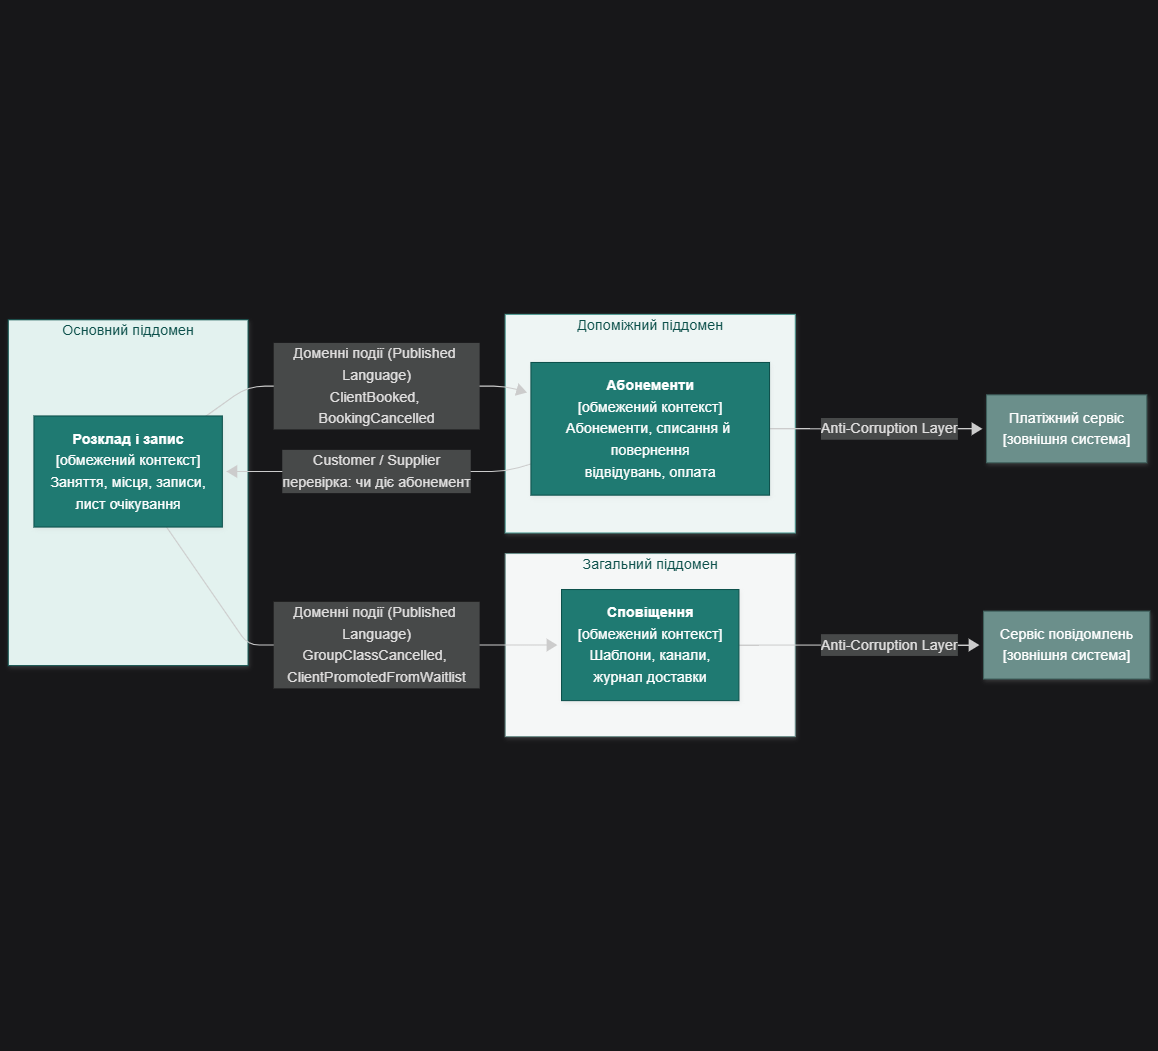 Основний піддомен
Розклад і запис
[обмежений контекст]
Заняття, місця, записи,
лист очікування
Доменні події (Published
Language)
ClientBooked,
BookingCancelled
Customer / Supplier
перевірка: чи діє абонемент
Доменні події (Published
Language)
GroupClassCancelled,
ClientPromotedFromWaitlist
Допоміжний піддомен
Абонементи
[обмежений контекст]
Абонементи, списання й
повернення
відвідувань, оплата
Загальний піддомен
Сповіщення
[обмежений контекст]
Шаблони, канали,
журнал доставки
Anti-Corruption Layer
Платіжний сервіс
[зовнішня система]
Anti-Corruption Layer
Сервіс повідомлень
[зовнішня система]